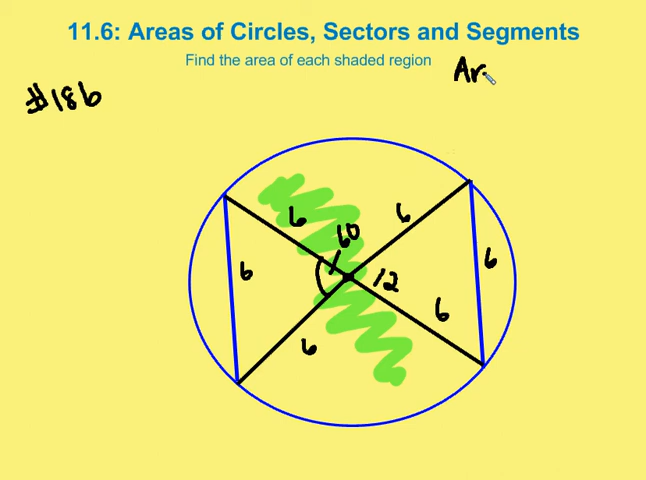 11.6: Areas of Circles, Sectors and Segments
Find the area of each shaded region
Ar
#18b
6
60
6
6
12
6
6
6